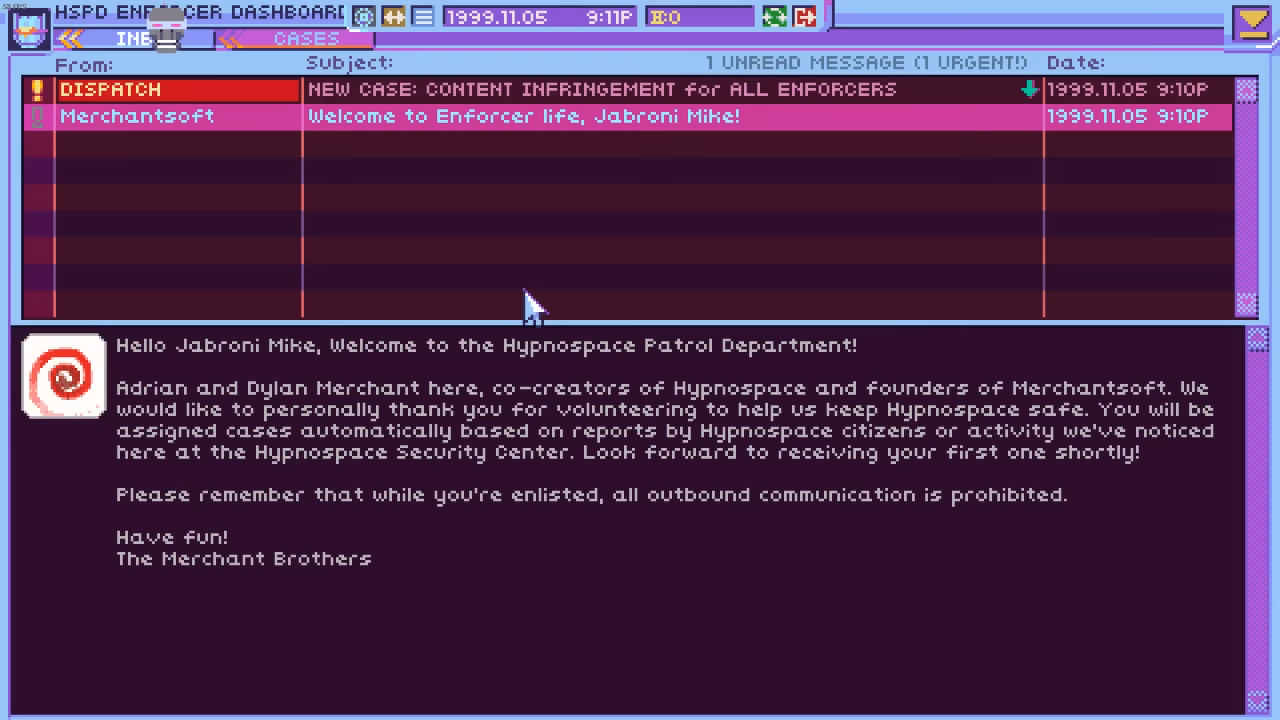 HSPD ENFORCER DASHBOARD
1999.11.05 9:11P
:0
CASES
From: Subject: 1 UNREAD MESSAGE (1 URGENT!) Date:
DISPATCH NEW CASE: CONTENT INFRINGEMENT for ALL ENFORCERS 1999.11.05 9:10P
Merchantsoft Welcome to Enforcer life, Jabroni Mike! 1999.11.05 9:10P
Hello Jabroni Mike, Welcome to the Hypnospace Patrol Department!
Adrian and Dylan Merchant here, co-creators of Hypnospace and founders of Merchantsoft. We
would like to personally thank you for volunteering to help us keep Hypnospace safe. You will be
assigned cases automatically based on reports by Hypnospace citizens or activity we've noticed
here at the Hypnospace Security Center. Look forward to receiving your first one shortly!
Please remember that while you're enlisted, all outbound communication is prohibited.
Have fun!
The Merchant Brothers